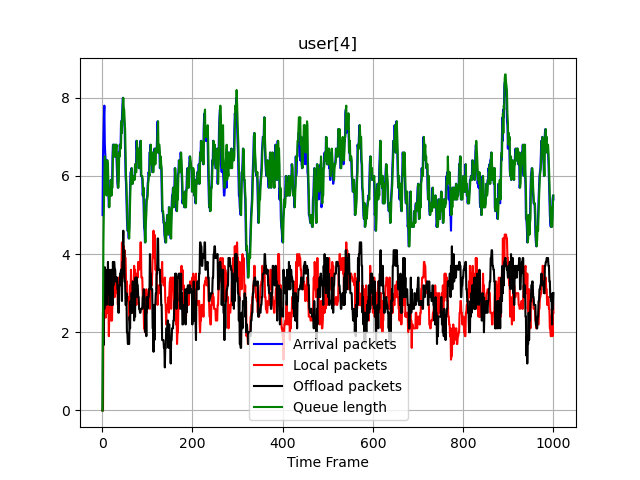 user[4]
8
6
4
2
0
Arrival packets
Local packets
Offload packets
Queue length
0 200 400 600 800 1000
Time Frame